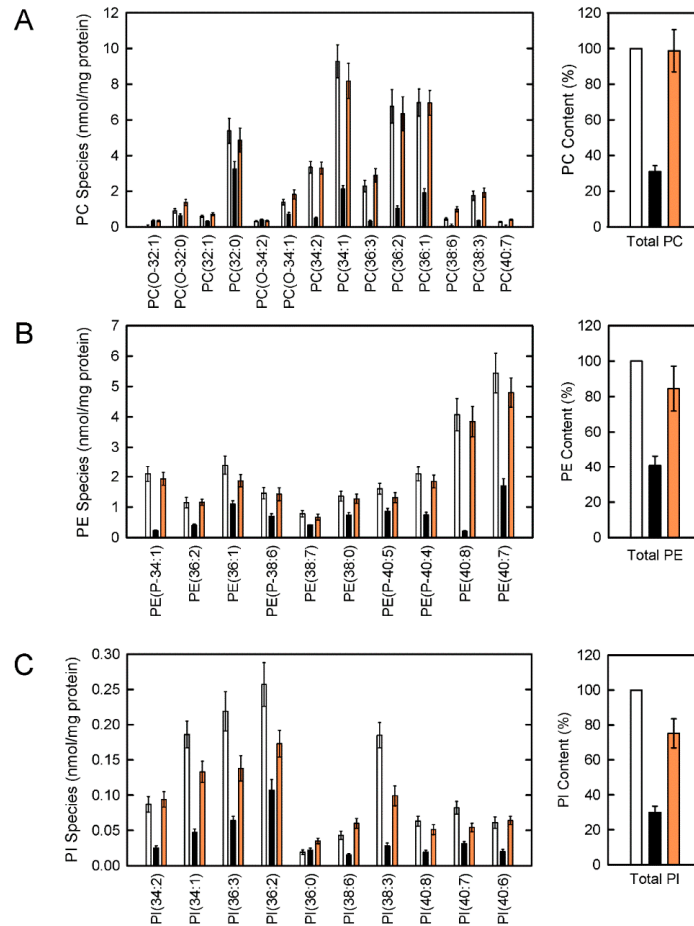 A
PC Species (nmol/mg protein)
12
10
8
6
4
2
0
PC(O-32:1)
PC(O-32:0)
PC(32:1)
PC(32:0)
PC(O-34:2)
PC(O-34:1)
PC(34:2)
PC(34:1)
PC(36:3)
PC(36:2)
PC(36:1)
PC(38:6)
PC(38:3)
PC(40:7)
PC Content (%)
120
100
80
60
40
20
0
Total PC
B
PE Species (nmol/mg protein)
7
6
5
4
3
2
1
0
PE(P-34:1)
PE(36:2)
PE(36:1)
PE(P-38:6)
PE(38:7)
PE(38:0)
PE(P-40:5)
PE(P-40:4)
PE(40:8)
PE(40:7)
PE Content (%)
120
100
80
60
40
20
0
Total PE
C
PI Species (nmol/mg protein)
0.30
0.25
0.20
0.15
0.10
0.05
0.00
PI(34:2)
PI(34:1)
PI(36:3)
PI(36:2)
PI(36:0)
PI(38:6)
PI(38:3)
PI(40:8)
PI(40:7)
PI(40:6)
PI Content (%)
120
100
80
60
40
20
0
Total PI